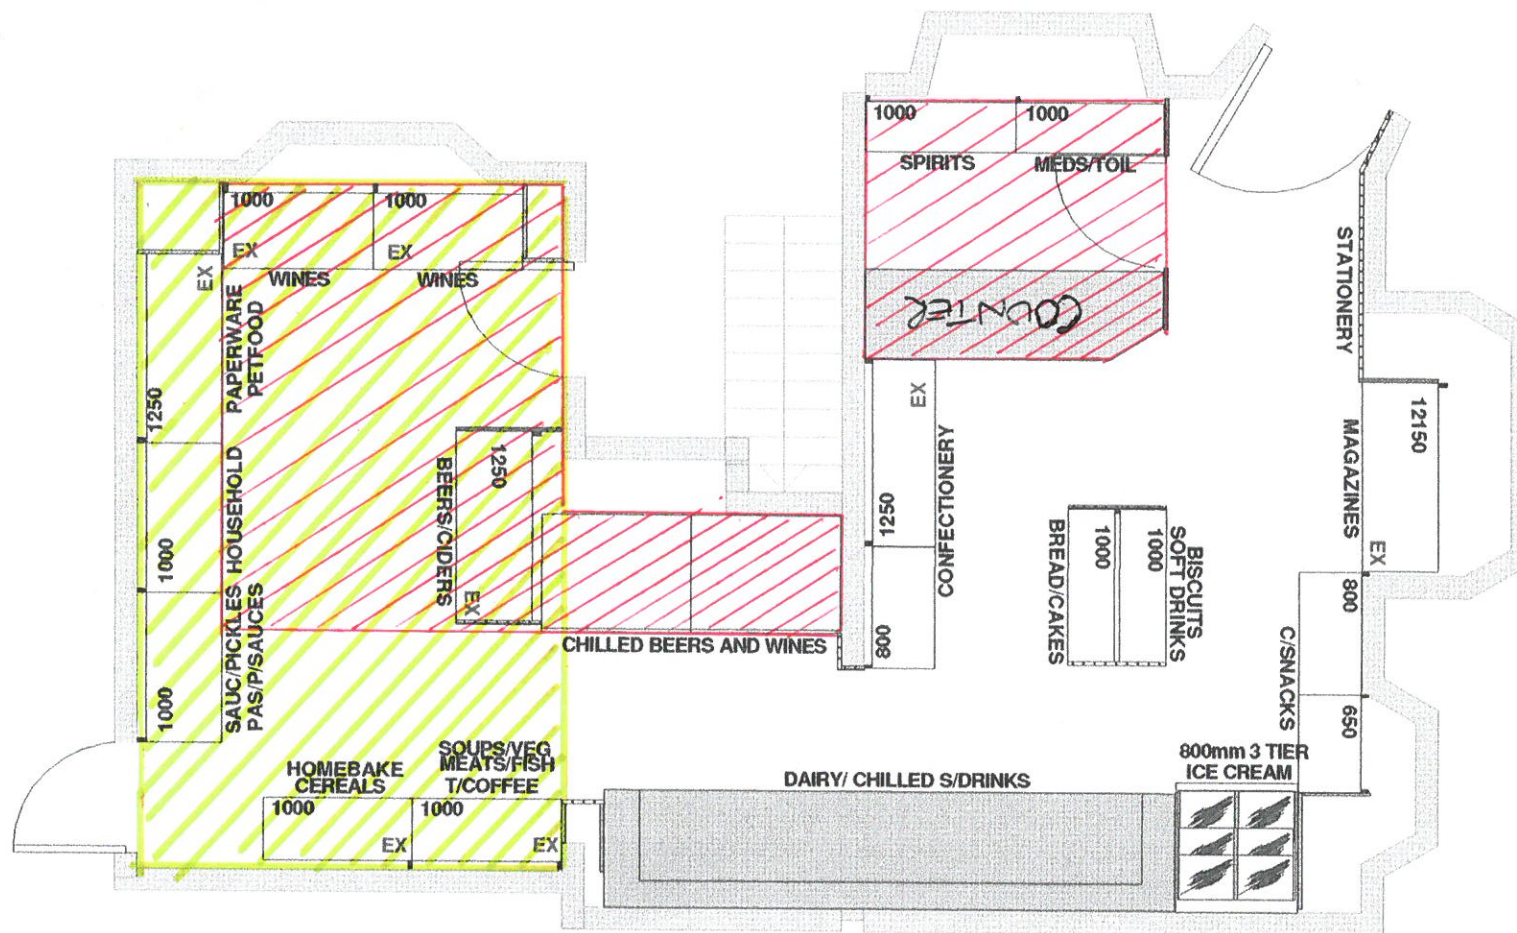 1000
1000
SPIRITS
MEDS/TOIL
COUNTER
1000
1000
EX
EX
WINES
WINES
EX
PAPERWARE
PETFOOD
1250
HOUSEHOLD
1000
SAUC/PICKLES
PAS/P/SAUCES
1000
1250
BEERS/CIDERS
EX
CHILLED BEERS AND WINES
EX
CONFECTIONERY
1250
800
BREAD/CAKES
1000
1000
BISCUITS
SOFT DRINKS
STATIONERY
MAGAZINES
12150
EX
800
C/SNACKS
650
800mm 3 TIER
ICE CREAM
HOMEBAKE
CEREALS
1000
EX
SOUPS/VEG
MEATS/FISH
T/COFFEE
1000
EX
DAIRY/ CHILLED S/DRINKS